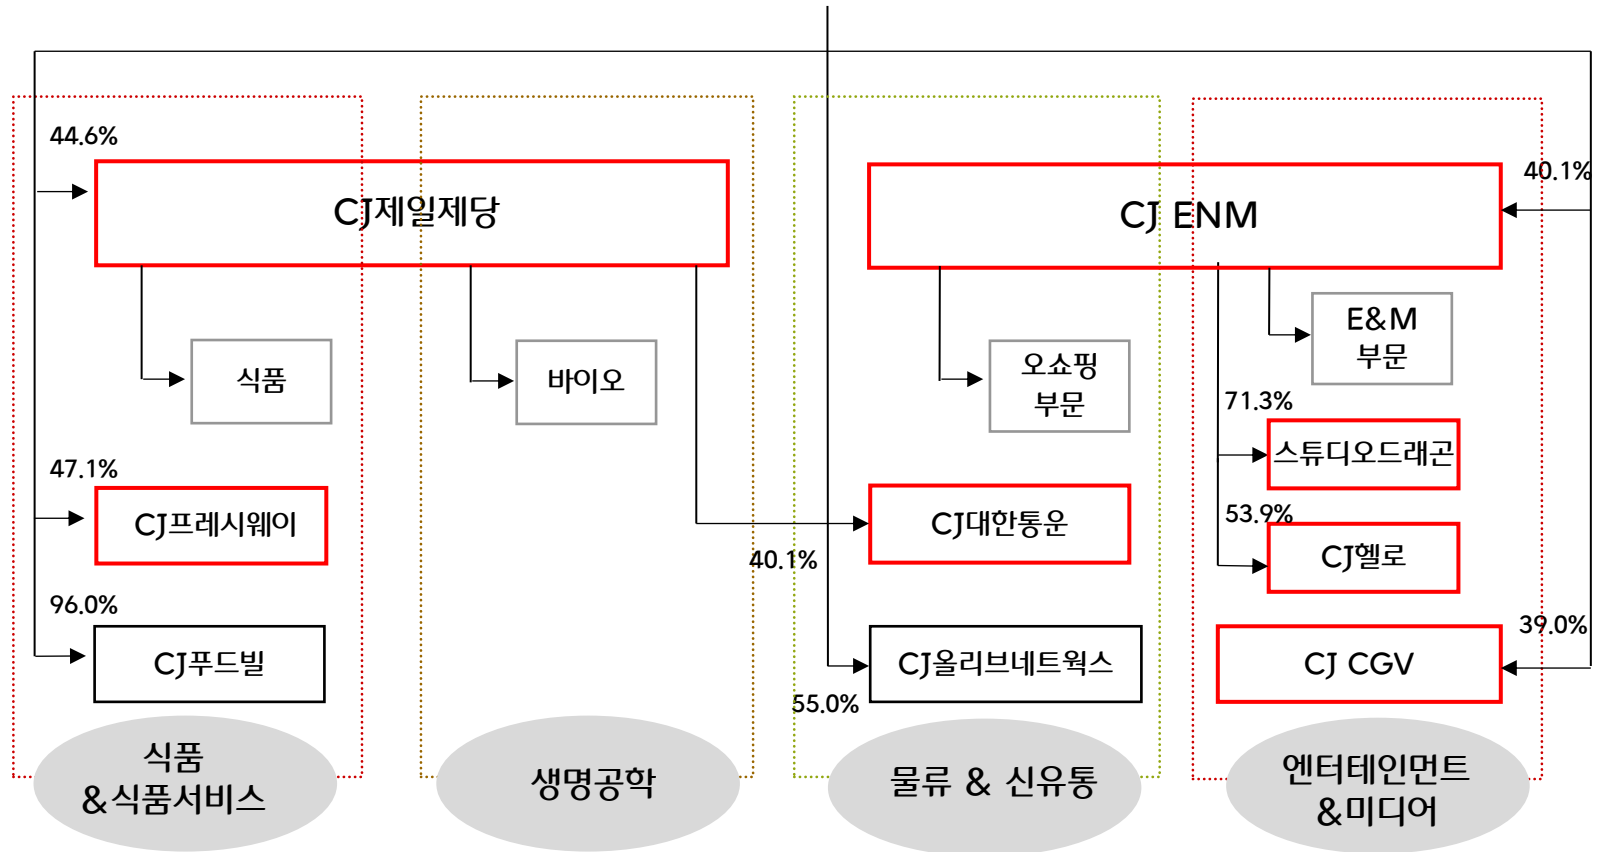 44.6%
CJ제일제당
CJ ENM
40.1%
식품
바이오
오쇼핑
부문
E&M
부문
71.3%
스튜디오드래곤
47.1%
CJ프레시웨이
CJ대한통운
40.1%
53.9%
CJ헬로
96.0%
CJ푸드빌
CJ올리브네트웍스
55.0%
39.0%
CJ CGV
식품
&식품서비스
생명공학
물류 & 신유통
엔터테인먼트
&미디어